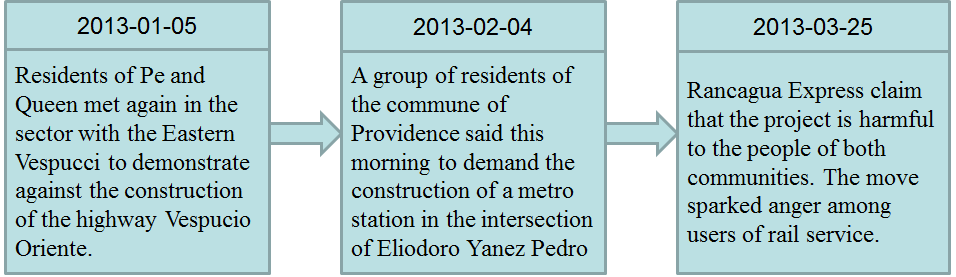 2013-01-05
Residents of Pe and
Queen met again in the
sector with the Eastern
Vespucci to demonstrate
against the construction
of the highway Vespucio
Oriente.
2013-02-04
A group of residents of
the commune of
Providence said this
morning to demand the
construction of a metro
station in the intersection
of Eliodoro Yanez Pedro
2013-03-25
Rancagua Express claim
that the project is harmful
to the people of both
communities. The move
sparked anger among
users of rail service.